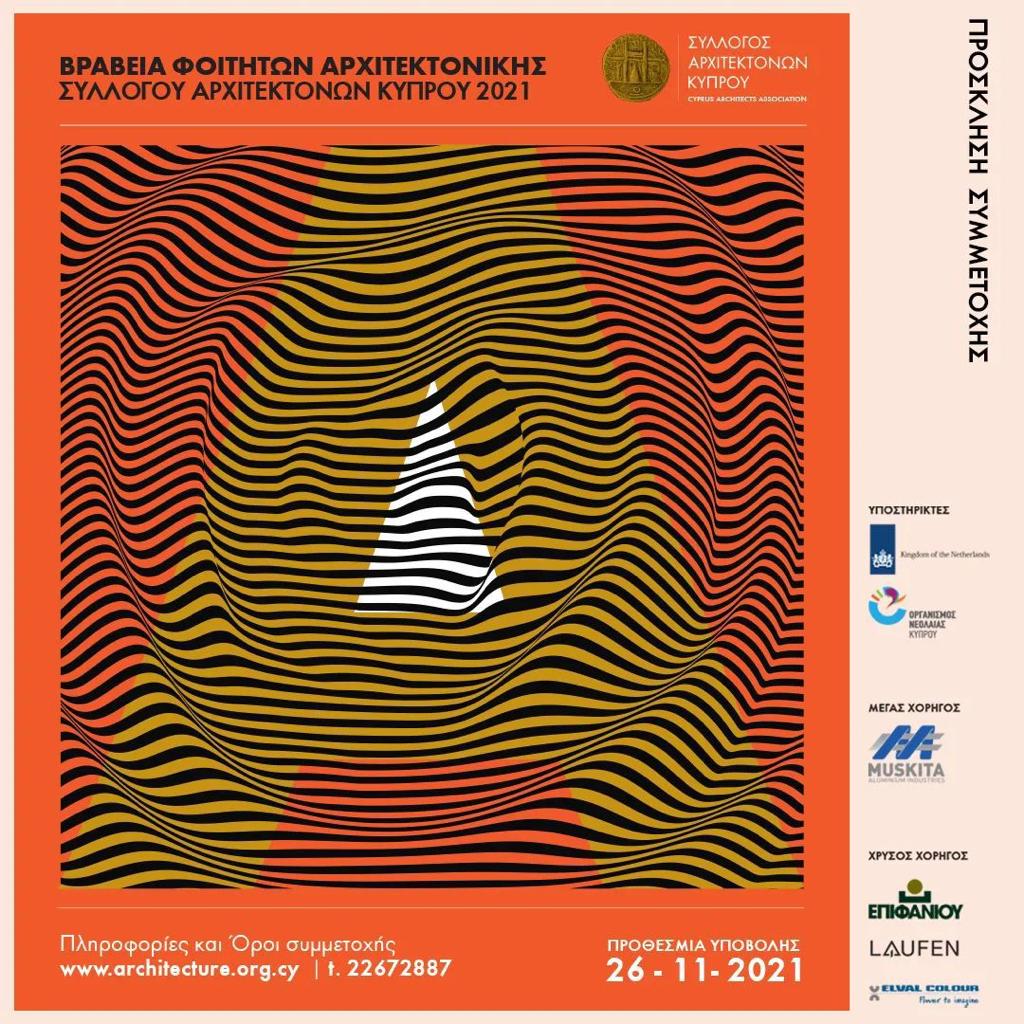 ΒΡΑΒΕΙΑ ΦΟΙΤΗΤΩΝ ΑΡΧΙΤΕΚΤΟΝΙΚΗΣ
ΣΥΛΛΟΓΟΥ ΑΡΧΙΤΕΚΤΟΝΩΝ ΚΥΠΡΟΥ 2021
ΣΥΛΛΟΓΟΣ
ΑΡΧΙΤΕΚΤΟΝΩΝ
ΚΥΠΡΟΥ
CYPRUS ARCHITECTS ASSOCIATION
ΠΡΟΣΚΛΗΣΗ ΣΥΜΜΕΤΟΧΗΣ
ΥΠΟΣΤΗΡΙΚΤΕΣ
Kingdom of the Netherlands
ΟΡΓΑΝΙΣΜΟΣ
ΝΕΟΛΑΙΑΣ
ΚΥΠΡΟΥ
ΜΕΓΑΣ ΧΟΡΗΓΟΣ
MUSKITA
ALUMINIUM INDUSTRIES
ΧΡΥΣΟΣ ΧΟΡΗΓΟΣ
ΕΠΙΦΑΝΙΟΥ
LAUFEN
ELVAL COLOUR
Power to imagine
Πληροφορίες και Όροι συμμετοχής
www.architecture.org.cy | t. 22672887
ΠΡΟΘΕΣΜΙΑ ΥΠΟΒΟΛΗΣ
26 - 11- 2021